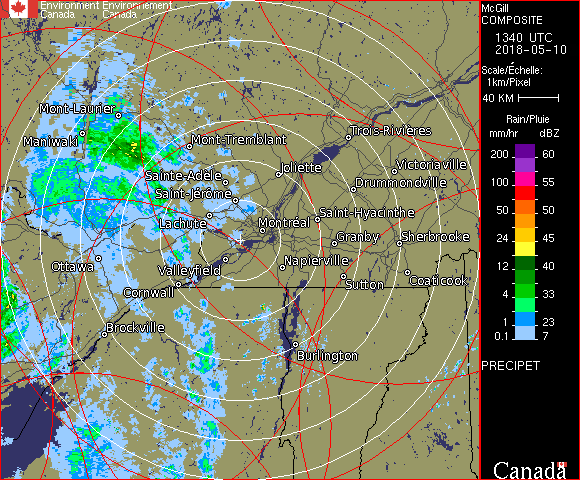 Environment Environnement
Canada Canada
McGill
COMPOSITE
1340 UTC
2018-05-10
Scale/Échelle:
1km/Pixel
40 KM
Rain/Pluie
mm/hr dBZ
200 60
100 55
100 55
50 50
24 45
12 40
4 33
1 23
0.1 7
PRECIPET
Canada
Mont-Laurier
Maniwaki
Mont-Tremblant
Trois-Rivières
Sainte-Adèle
Joliette
Victoriaville
Saint-Jérôme
Drummondville
Lachute
Montréal
Saint-Hyacinthe
Granby
Sherbrooke
Ottawa
Valleyfield
Napierville
Cornwall
Sutton
Coaticook
Brockville
Burlington